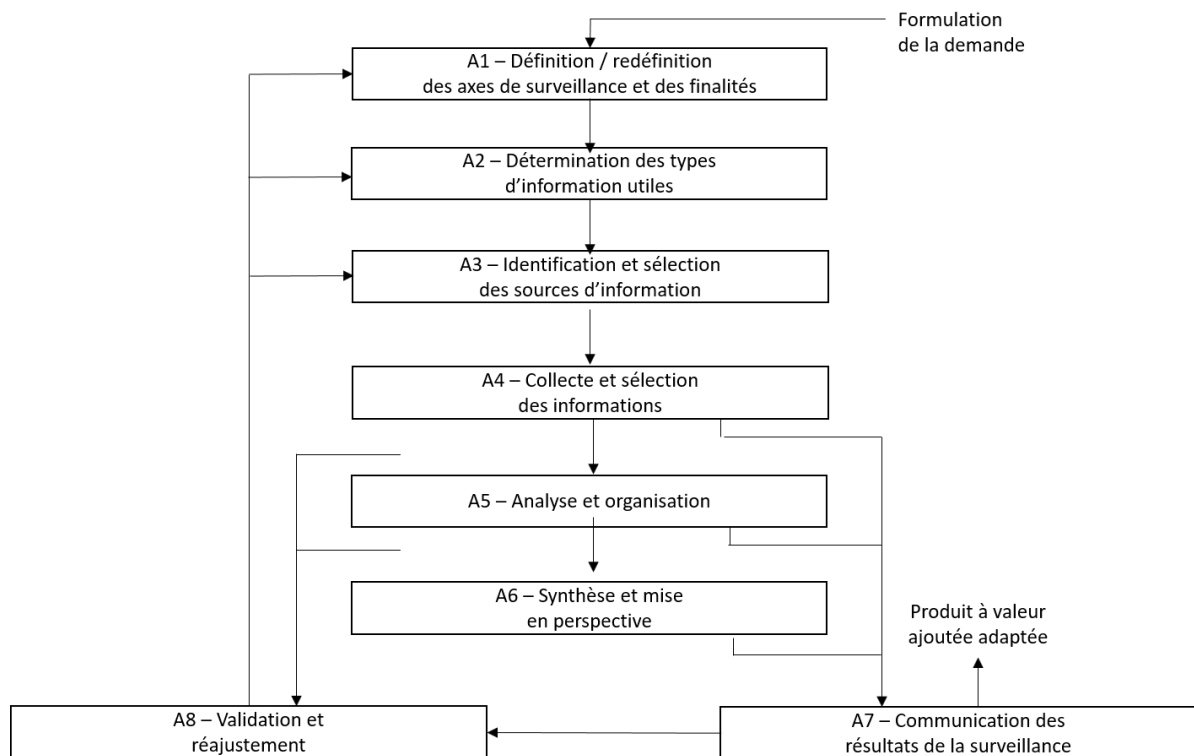 Formulation
de la demande
A1 – Définition / redéfinition
des axes de surveillance et des finalités
A2 – Détermination des types
d’information utiles
A3 – Identification et sélection
des sources d’information
A4 – Collecte et sélection
des informations
A5 – Analyse et organisation
A6 – Synthèse et mise
en perspective
Produit à valeur
ajoutée adaptée
A8 – Validation et
réajustement
A7 – Communication des
résultats de la surveillance